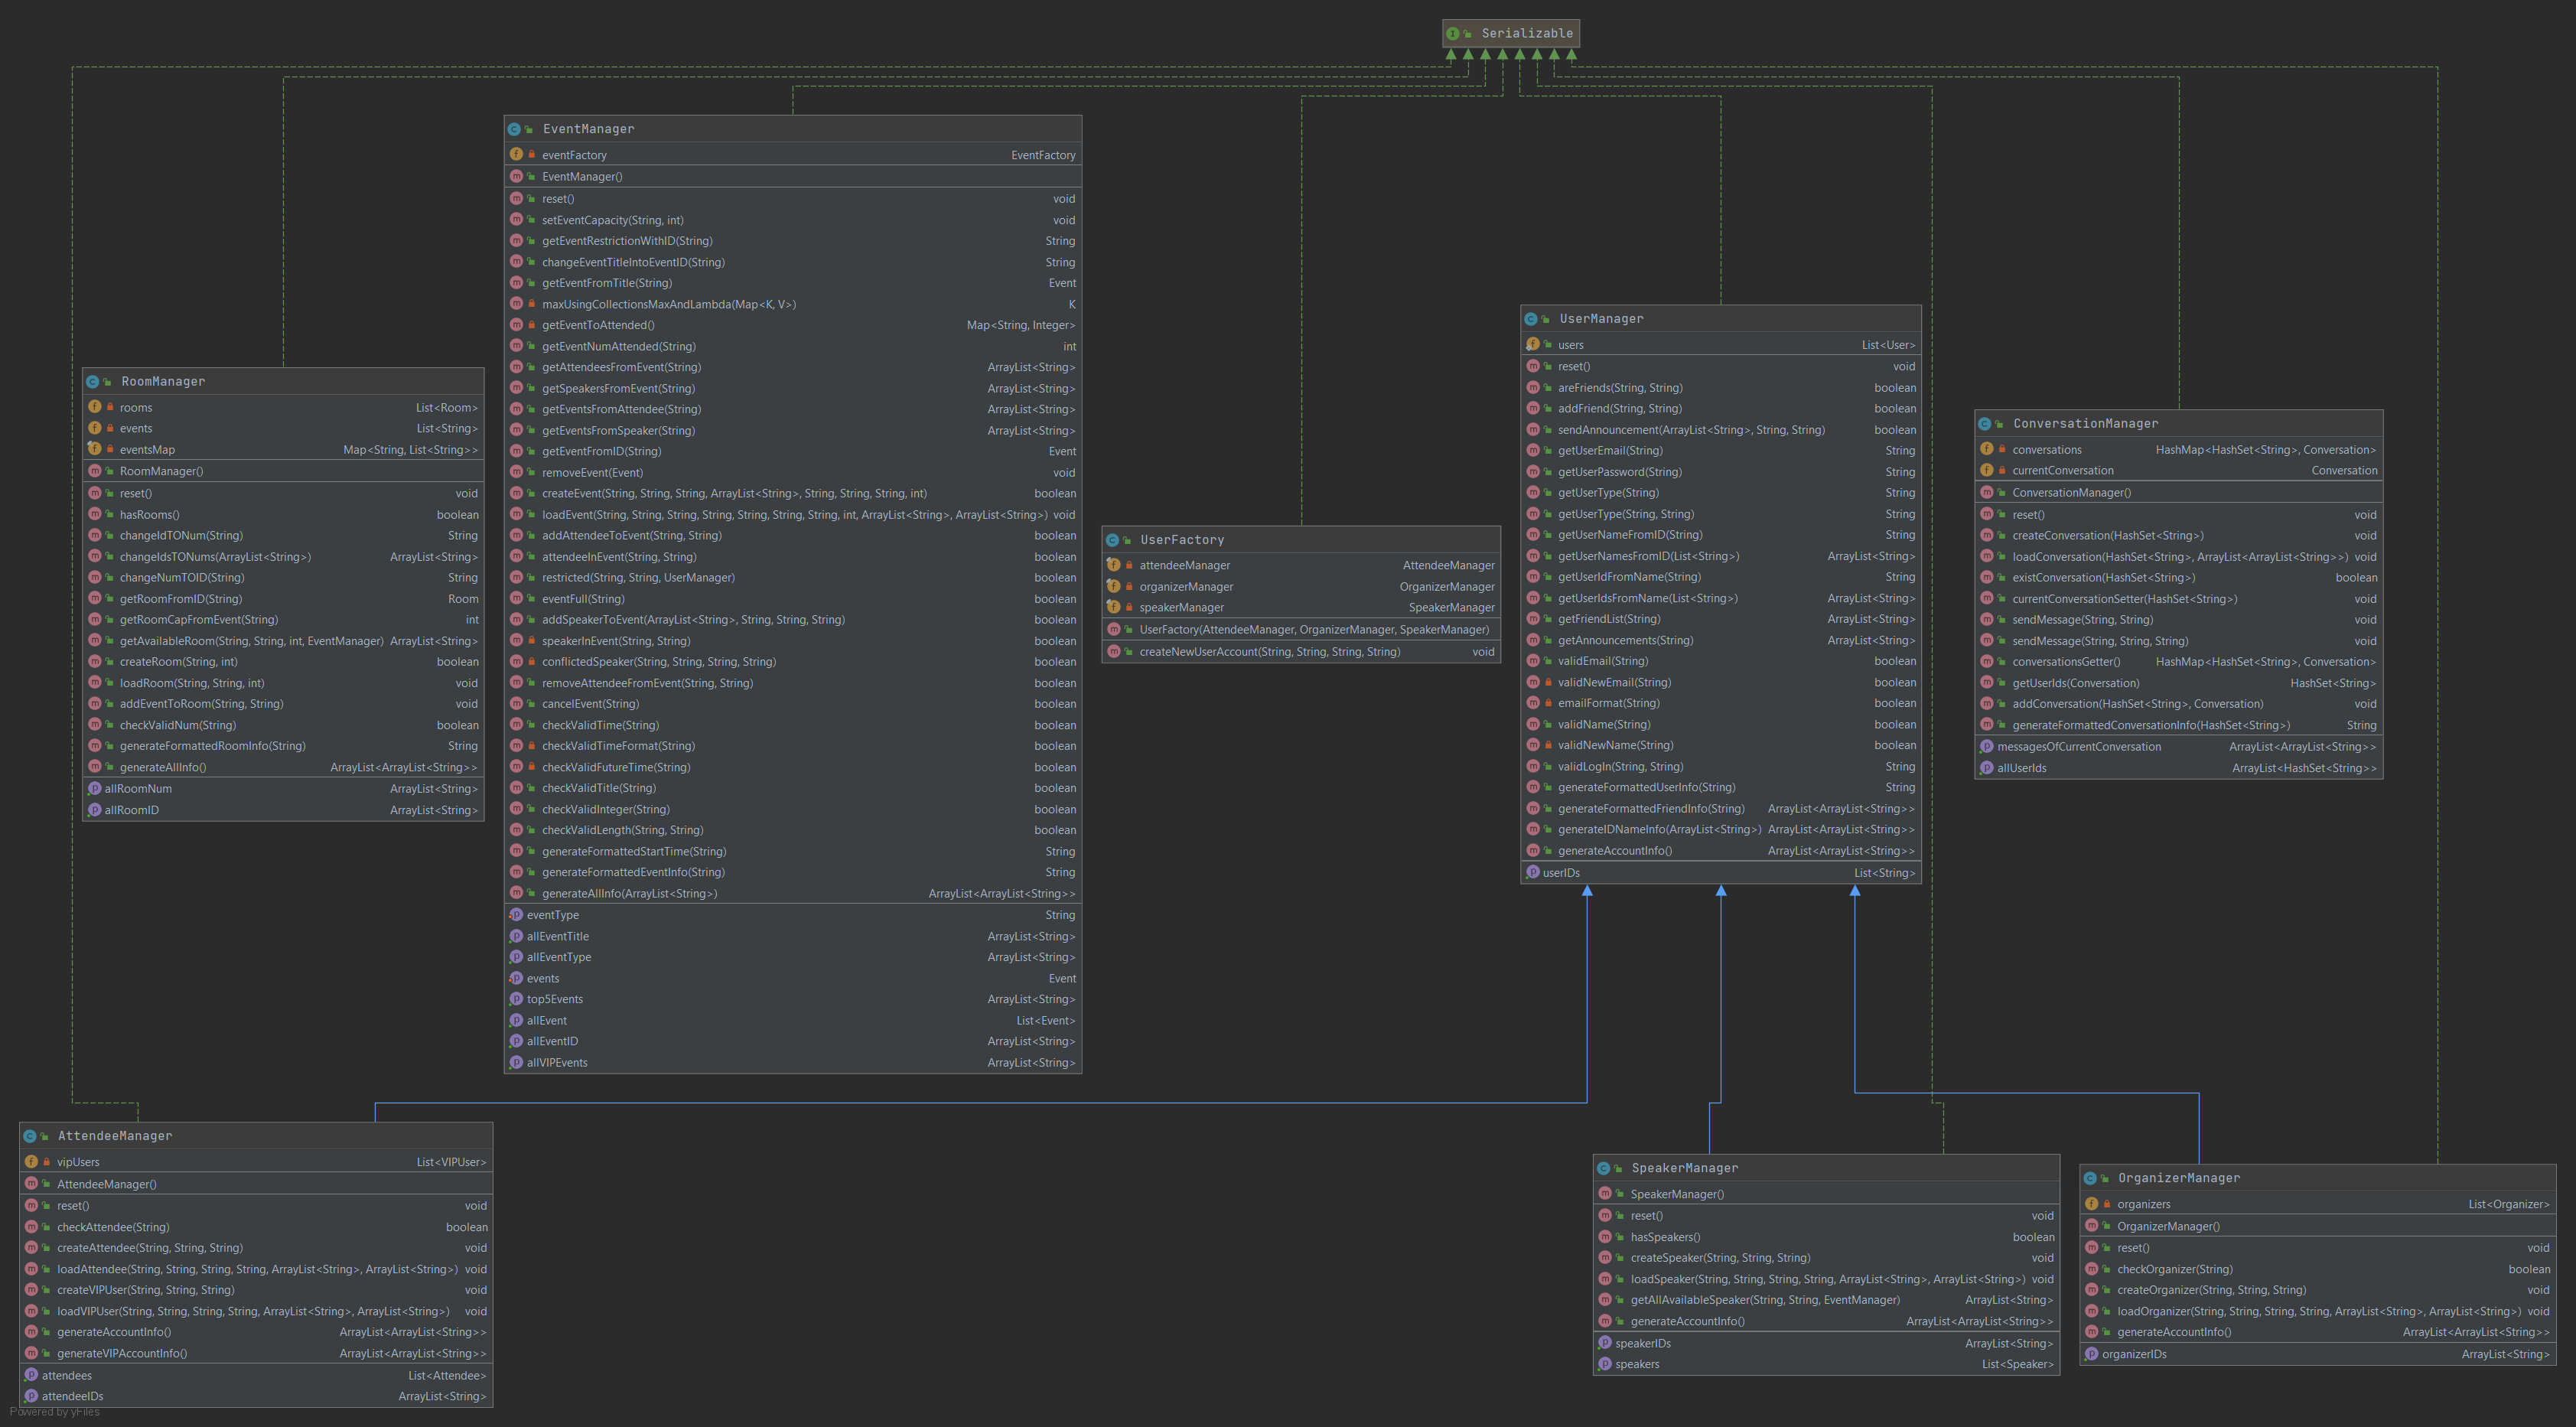 Serializable
EventManager
eventFactory EventFactory
EventManager()
reset() void
setEventCapacity(String, int) void
getEventRestrictionWithID(String) String
changeEventTitleIntoEventID(String) String
getEventFromTitle(String) Event
maxUsingCollectionsMaxAndLambda(Map<K, V>) K
getEventToAttended() Map<String, Integer>
getEventNumAttended(String) int
getAttendeesFromEvent(String) ArrayList<String>
getSpeakersFromEvent(String) ArrayList<String>
getEventsFromAttendee(String) ArrayList<String>
getEventsFromSpeaker(String) ArrayList<String>
getEventFromID(String) Event
removeEvent(Event) void
createEvent(String, String, String, ArrayList<String>, String, String, String, int) boolean
loadEvent(String, String, String, String, String, String, String, int, ArrayList<String>, ArrayList<String>) void
addAttendeeToEvent(String, String) boolean
attendeeInEvent(String, String) boolean
restricted(String, String, UserManager) boolean
eventFull(String) boolean
addSpeakerToEvent(ArrayList<String>, String, String, String) boolean
speakerInEvent(String, String) boolean
conflictedSpeaker(String, String, String, String) boolean
removeAttendeeFromEvent(String, String) boolean
cancelEvent(String) boolean
checkValidTime(String) boolean
checkValidTimeFormat(String) boolean
checkValidFutureTime(String) boolean
checkValidTitle(String) boolean
checkValidInteger(String) boolean
checkValidLength(String, String) boolean
generateFormattedStartTime(String) String
generateFormattedEventInfo(String) String
generateAllInfo(ArrayList<String>) ArrayList<ArrayList<String>>
eventType String
allEventTitle ArrayList<String>
allEventType ArrayList<String>
events Event
top5Events ArrayList<String>
allEvent List<Event>
allEventID ArrayList<String>
allVIPEvents ArrayList<String>
UserManager
users List<User>
reset() void
areFriends(String, String) boolean
addFriend(String, String) boolean
sendAnnouncement(ArrayList<String>, String, String) boolean
getUserEmail(String) String
getUserPassword(String) String
getUserType(String) String
getUserType(String, String) String
getUserNameFromID(String) String
getUserNamesFromID(List<String>) ArrayList<String>
getUserIdFromName(String) String
getUserIdsFromName(List<String>) ArrayList<String>
getFriendList(String) ArrayList<String>
getAnnouncements(String) ArrayList<String>
validEmail(String) boolean
validNewEmail(String) boolean
emailFormat(String) boolean
validName(String) boolean
validNewName(String) boolean
validLogIn(String, String) String
generateFormattedUserInfo(String) String
generateFormattedFriendInfo(String) ArrayList<ArrayList<String>>
generateIDNameInfo(ArrayList<String>) ArrayList<ArrayList<String>>
generateAccountInfo() ArrayList<ArrayList<String>>
userIDs List<String>
RoomManager
rooms List<Room>
events List<String>
eventsMap Map<String, List<String>>
RoomManager()
reset() void
hasRooms() boolean
changeIdTONum(String) String
changeIdsTONums(ArrayList<String>) ArrayList<String>
changeNumTOID(String) String
getRoomFromID(String) Room
getRoomCapFromEvent(String) int
getAvailableRoom(String, String, int, EventManager) ArrayList<String>
createRoom(String, int) boolean
loadRoom(String, String, int) void
addEventToRoom(String, String) void
checkValidNum(String) boolean
generateFormattedRoomInfo(String) String
generateAllInfo() ArrayList<ArrayList<String>>
allRoomNum ArrayList<String>
allRoomID ArrayList<String>
ConversationManager
conversations HashMap<HashSet<String>, Conversation>
currentConversation Conversation
ConversationManager()
reset() void
createConversation(HashSet<String>) void
loadConversation(HashSet<String>, ArrayList<ArrayList<String>>) void
existConversation(HashSet<String>) boolean
currentConversationSetter(HashSet<String>) void
sendMessage(String, String) void
sendMessage(String, String, String) void
conversationsGetter() HashMap<HashSet<String>, Conversation>
getUserIds(Conversation) HashSet<String>
addConversation(HashSet<String>, Conversation) void
generateFormattedConversationInfo(HashSet<String>) String
messagesOfCurrentConversation ArrayList<ArrayList<String>>
allUserIds ArrayList<HashSet<String>>
UserFactory
attendeeManager AttendeeManager
organizerManager OrganizerManager
speakerManager SpeakerManager
UserFactory(AttendeeManager, OrganizerManager, SpeakerManager)
createNewUserAccount(String, String, String, String) void
AttendeeManager
vipUsers List<VIPUser>
AttendeeManager()
reset() void
checkAttendee(String) boolean
createAttendee(String, String, String) void
loadAttendee(String, String, String, String, ArrayList<String>, ArrayList<String>) void
createVIPUser(String, String, String) void
loadVIPUser(String, String, String, String, ArrayList<String>, ArrayList<String>) void
generateAccountInfo() ArrayList<ArrayList<String>>
generateVIPAccountInfo() ArrayList<ArrayList<String>>
attendees List<Attendee>
attendeeIDs ArrayList<String>
SpeakerManager
SpeakerManager()
reset() void
hasSpeakers() boolean
createSpeaker(String, String, String) void
loadSpeaker(String, String, String, String, ArrayList<String>, ArrayList<String>) void
getAllAvailableSpeaker(String, String, EventManager) ArrayList<String>
generateAccountInfo() ArrayList<ArrayList<String>>
speakerIDs ArrayList<String>
speakers List<Speaker>
OrganizerManager
organizers List<Organizer>
OrganizerManager()
reset() void
checkOrganizer(String) boolean
createOrganizer(String, String, String) void
loadOrganizer(String, String, String, String, ArrayList<String>, ArrayList<String>) void
generateAccountInfo() ArrayList<ArrayList<String>>
organizerIDs ArrayList<String>
Powered by yFiles